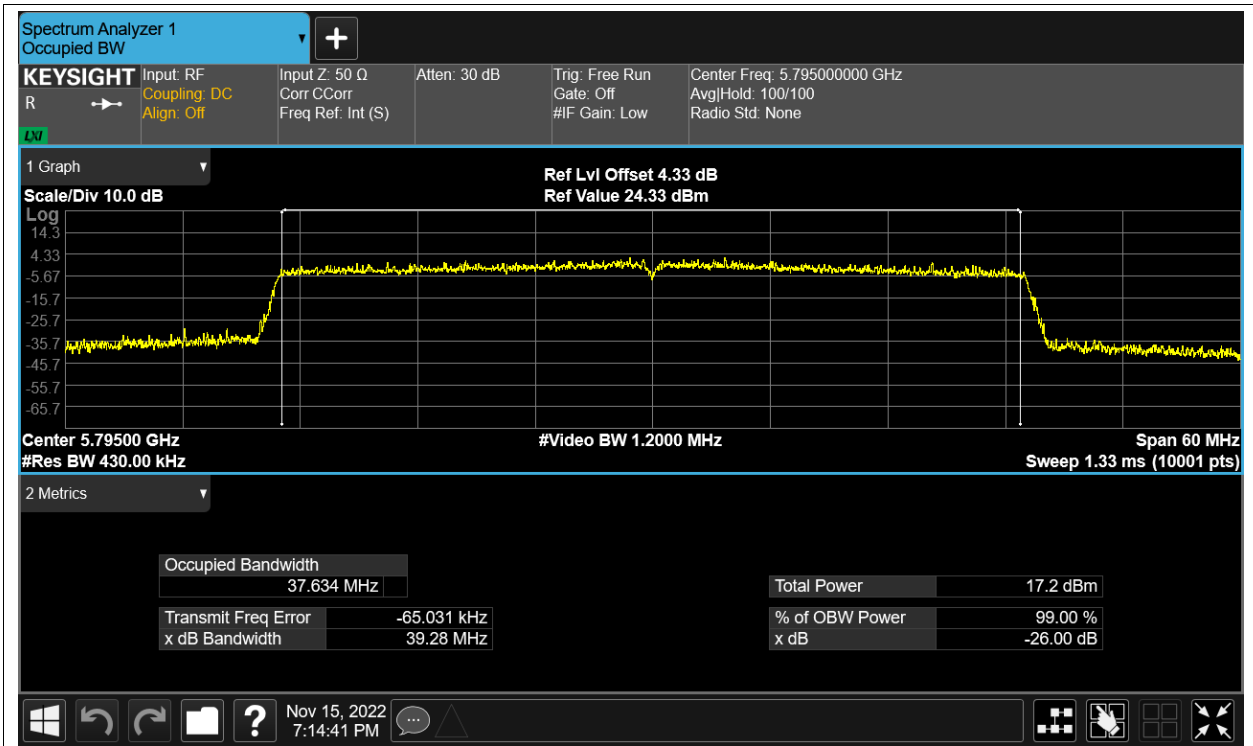 Spectrum Analyzer 1
Occupied BW
KEYSIGHT
R
LXI
Input: RF
Coupling: DC
Align: Off
Input Z: 50 Ω
Corr CCorr
Freq Ref: Int (S)
Atten: 30 dB
Trig: Free Run
Gate: Off
#IF Gain: Low
Center Freq: 5.795000000 GHz
Avg|Hold: 100/100
Radio Std: None
1 Graph
Scale/Div 10.0 dB
Ref Lvl Offset 4.33 dB
Ref Value 24.33 dBm
Log
14.3
4.33
-5.67
-15.7
-25.7
-35.7
-45.7
-55.7
-65.7
Center 5.79500 GHz
#Res BW 430.00 kHz
#Video BW 1.2000 MHz
Span 60 MHz
Sweep 1.33 ms (10001 pts)
2 Metrics
Occupied Bandwidth
37.634 MHz
Transmit Freq Error -65.031 kHz
x dB Bandwidth 39.28 MHz
Total Power 17.2 dBm
% of OBW Power 99.00 %
x dB -26.00 dB
?
Nov 15, 2022
7:14:41 PM